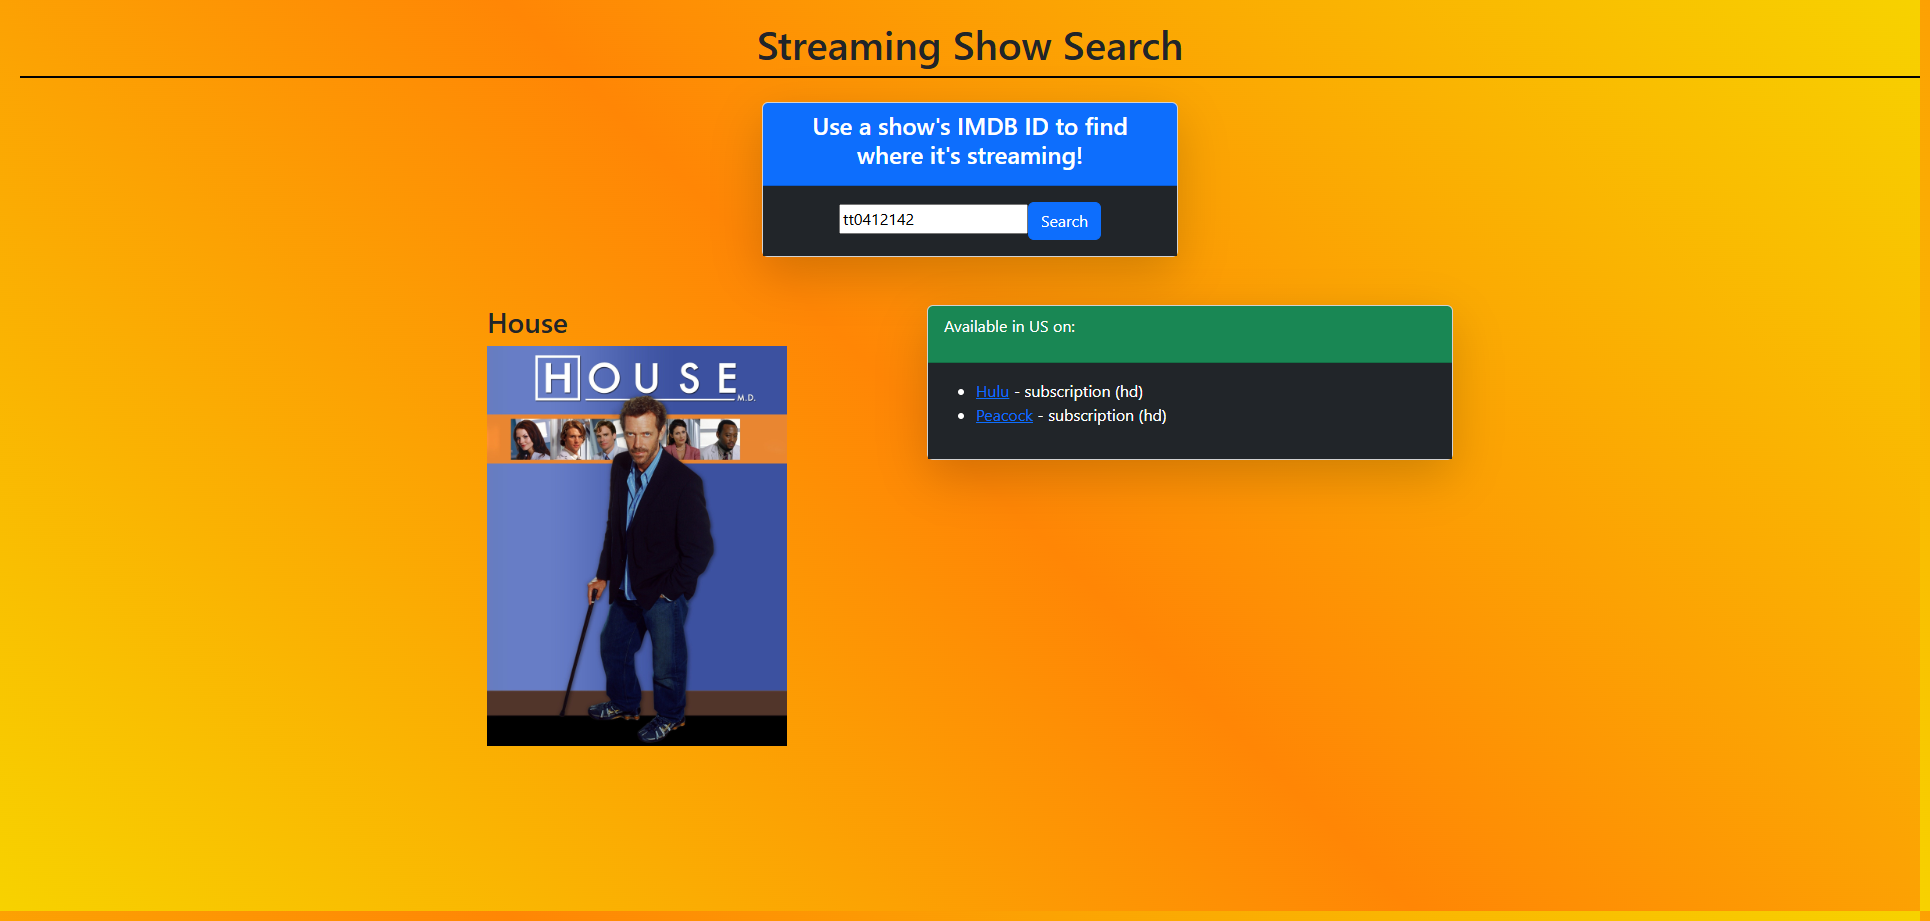 Streaming Show Search
Use a show's IMDB ID to find
where it's streaming!
tt0412142 Search
House
HOUSE
M.D.
Available in US on:
Hulu - subscription (hd)
Peacock - subscription (hd)